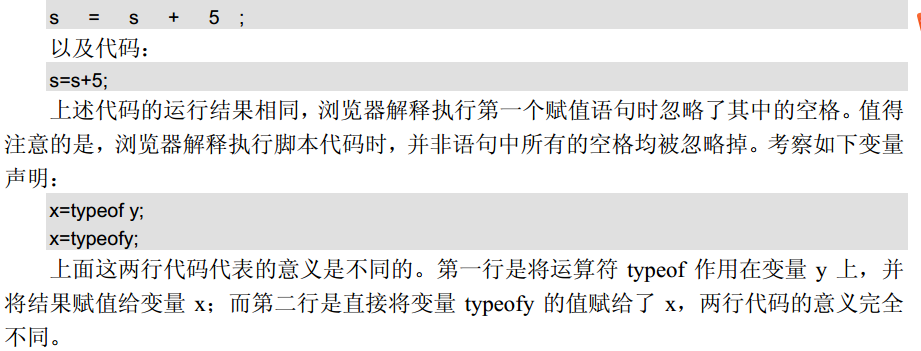 s = s + 5 ;
以及代码：
s=s+5;
上述代码的运行结果相同，浏览器解释执行第一个赋值语句时忽略了其中的空格。值得
注意的是，浏览器解释执行脚本代码时，并非语句中所有的空格均被忽略掉。考察如下变量
声明：
x=typeof y;
x=typeofy;
上面这两行代码代表的意义是不同的。第一行是将运算符 typeof 作用在变量 y 上，并
将结果赋值给变量 x；而第二行是直接将变量 typeofy 的值赋给了 x，两行代码的意义完全
不同。